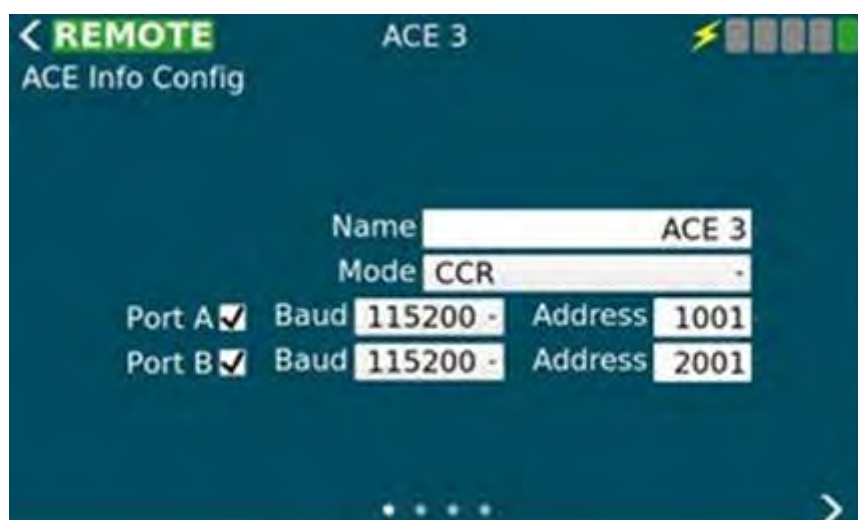 < REMOTE ACE 3
ACE Info Config
Name ACE 3
Mode CCR
Port A Baud 115200 Address 1001
Port B Baud 115200 Address 2001